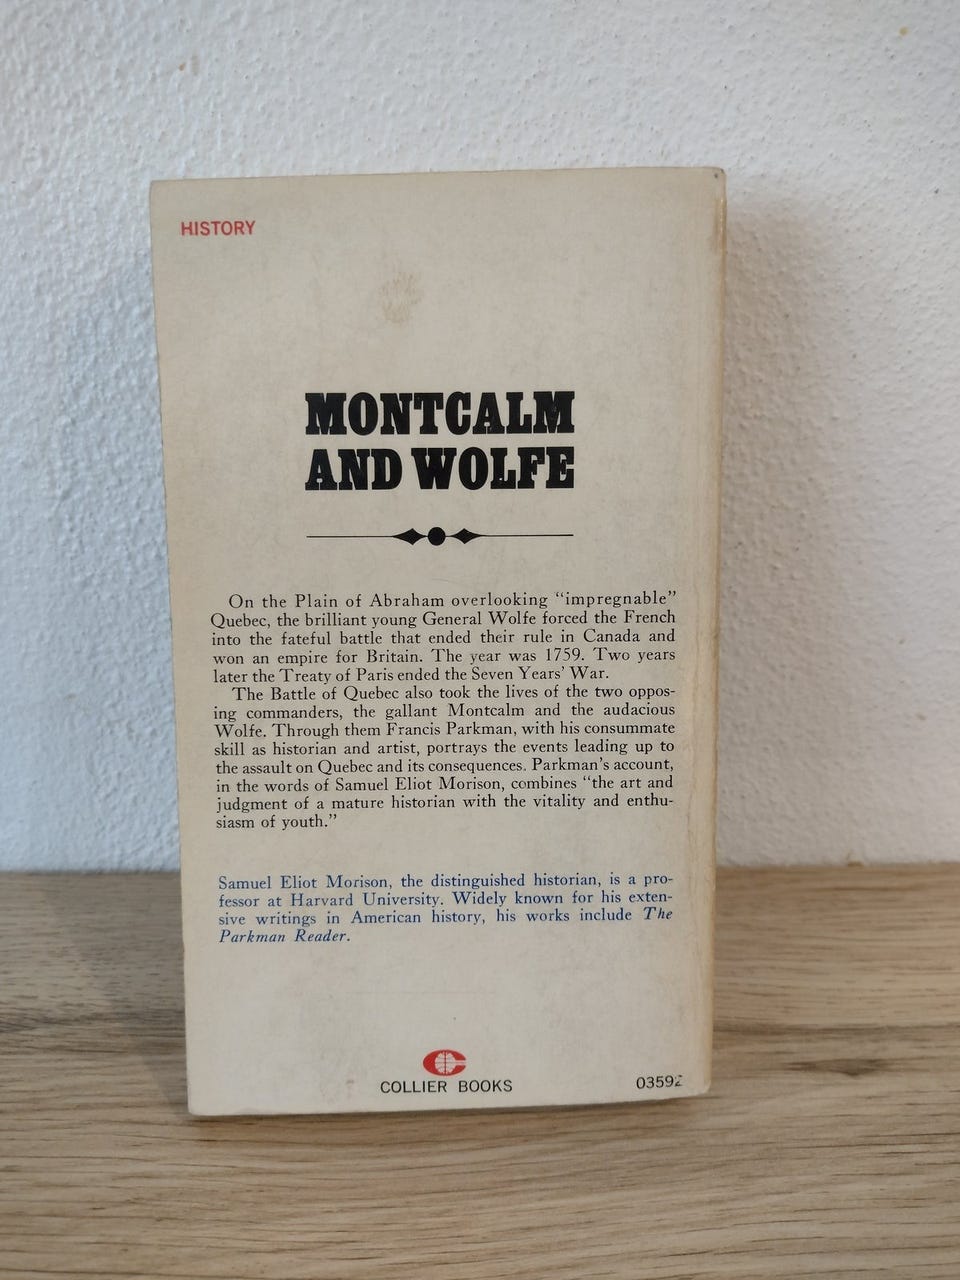 HISTORY
MONTCALM
AND WOLFE
On the Plain of Abraham overlooking “impregnable”
Quebec, the brilliant young General Wolfe forced the French
into the fateful battle that ended their rule in Canada and
won an empire for Britain. The year was 1759. Two years
later the Treaty of Paris ended the Seven Years’ War.
The Battle of Quebec also took the lives of the two oppos-
ing commanders, the gallant Montcalm and the audacious
Wolfe. Through them Francis Parkman, with his consummate
skill as historian and artist, portrays the events leading up to
the assault on Quebec and its consequences. Parkman’s account,
in the words of Samuel Eliot Morison, combines “the art and
judgment of a mature historian with the vitality and enthu-
siasm of youth.”
Samuel Eliot Morison, the distinguished historian, is a pro-
fessor at Harvard University. Widely known for his exten-
sive writings in American history, his works include The
Parkman Reader.
COLLIER BOOKS
03592